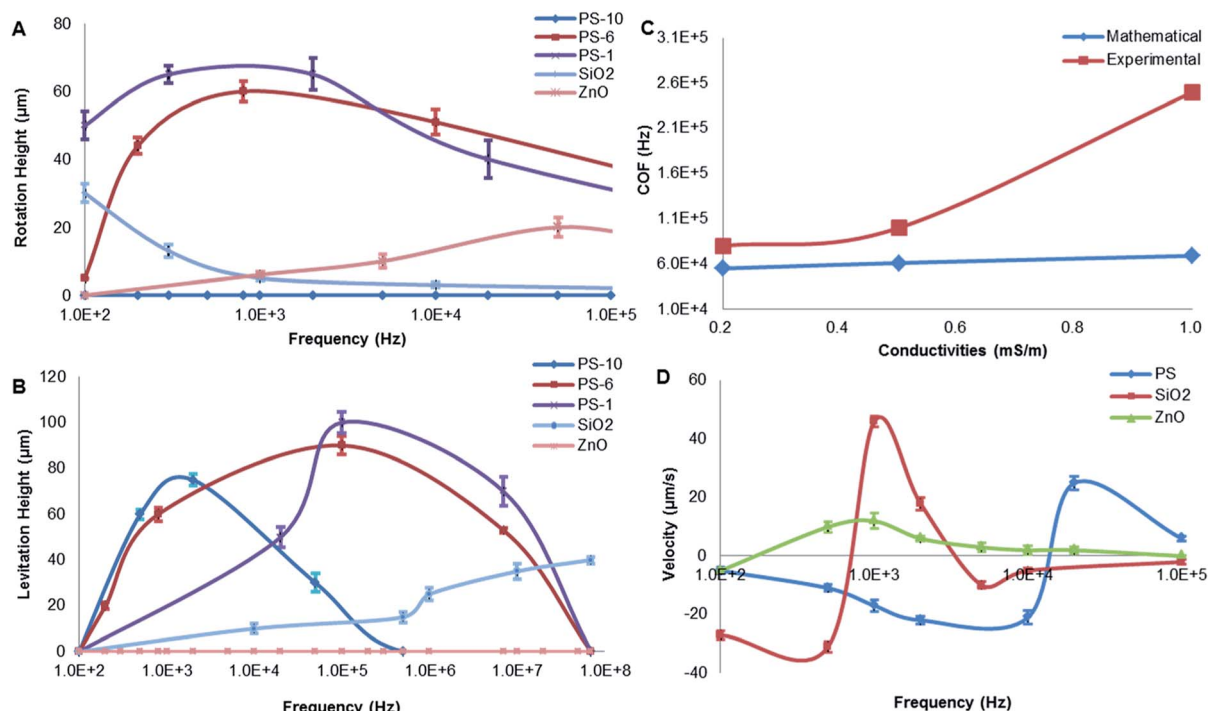 A
80
60
40
20
0
Rotation Height (µm)
1.0E+2
1.0E+3
1.0E+4
1.0E+5
Frequency (Hz)
PS-10
PS-6
PS-1
SiO2
ZnO
C
3.1E+5
2.6E+5
2.1E+5
1.6E+5
1.1E+5
6.0E+4
1.0E+4
COF (Hz)
0.2
0.4
0.6
0.8
1.0
Conductivities (mS/m)
Mathematical
Experimental
B
120
100
80
60
40
20
0
Levitation Height (µm)
1.0E+2
1.0E+3
1.0E+4
1.0E+5
1.0E+6
1.0E+7
1.0E+8
Frequency (Hz)
PS-10
PS-6
PS-1
SiO2
ZnO
D
60
40
20
0
-20
-40
Velocity (µm/s)
1.0E+2
1.0E+3
1.0E+4
1.0E+5
Frequency (Hz)
PS
SiO2
ZnO